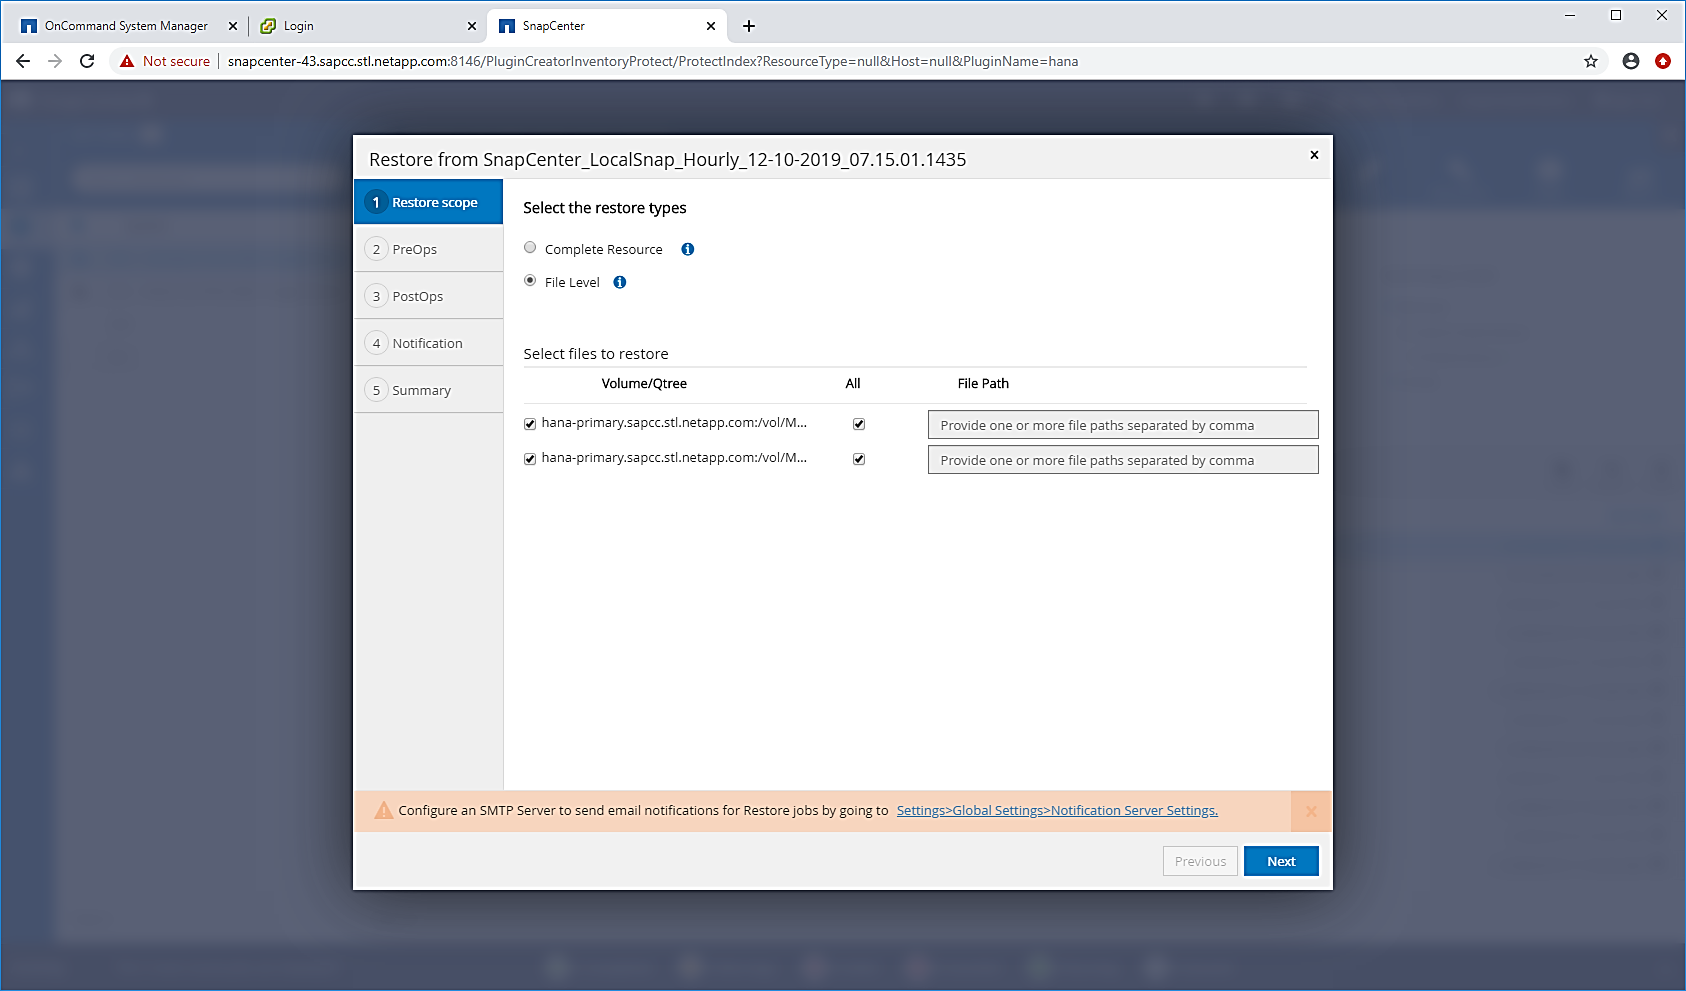 OnCommand System Manager
Login
SnapCenter
Not secure
snapcenter-43.sapcc.stl.netapp.com:8146/PluginCreatorInventoryProtect/ProtectIndex?ResourceType=null&Host=null&PluginName=hana
Restore from SnapCenter_LocalSnap_Hourly_12-10-2019_07.15.01.1435
1 Restore scope
2 PreOps
3 PostOps
4 Notification
5 Summary
Select the restore types
Complete Resource
File Level
Select files to restore
Volume/Qtree All File Path
hana-primary.sapcc.stl.netapp.com:/vol/M... Provide one or more file paths separated by comma
hana-primary.sapcc.stl.netapp.com:/vol/M... Provide one or more file paths separated by comma
Configure an SMTP Server to send email notifications for Restore jobs by going to Settings>Global Settings>Notification Server Settings.
Previous Next